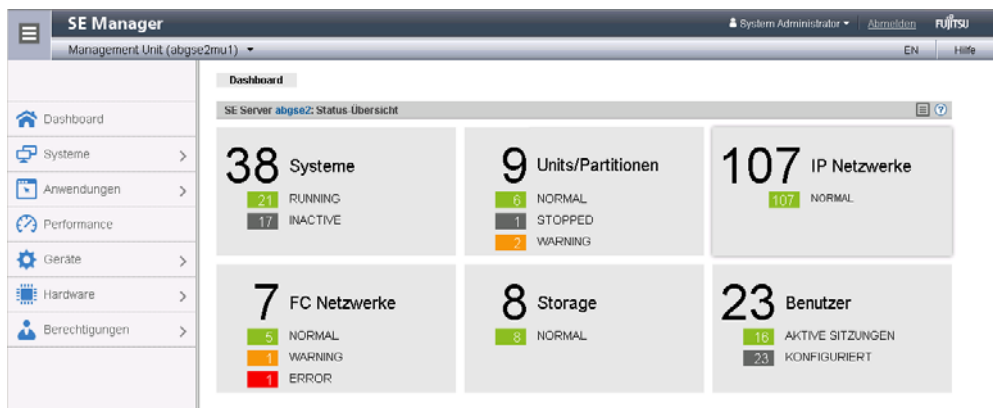 SE Manager
System Administrator
Abmelden
FUJITSU
Management Unit (abgse2mu1)
EN
Hilfe
Dashboard
Dashboard
Systeme
Anwendungen
Performance
Geräte
Hardware
Berechtigungen
SE Server abgse2: Status-Übersicht
38 Systeme
21 RUNNING
17 INACTIVE
9 Units/Partitionen
6 NORMAL
1 STOPPED
2 WARNING
107 IP Netzwerke
107 NORMAL
7 FC Netzwerke
5 NORMAL
1 WARNING
1 ERROR
8 Storage
8 NORMAL
23 Benutzer
16 AKTIVE SITZUNGEN
23 KONFIGURIERT